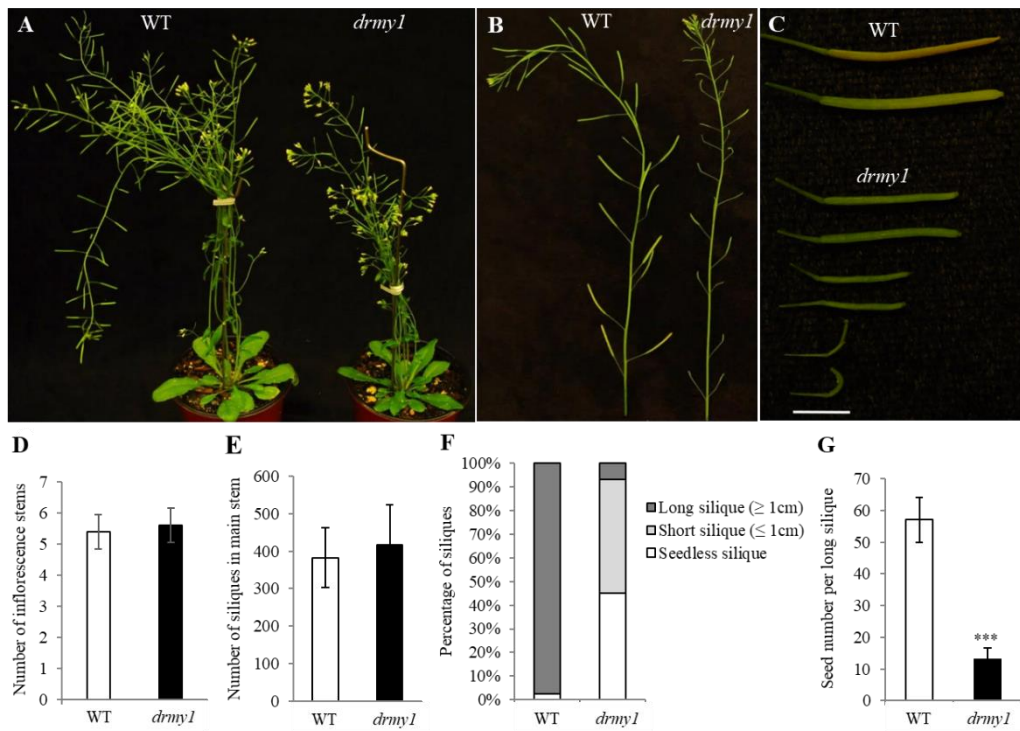 A WT drmy1
B WT drmy1
C WT
drmy1
D
Number of inflorescence stems
7
6
5
4
3
2
1
0
WT drmy1
E
Number of siliques in main stem
600
500
400
300
200
100
0
WT drmy1
F
Percentage of siliques
100%
90%
80%
70%
60%
50%
40%
30%
20%
10%
0%
WT drmy1
Long silique (≥ 1cm)
Short silique (≤ 1cm)
Seedless silique
G
Seed number per long silique
70
60
50
40
30
20
10
0
***
WT drmy1